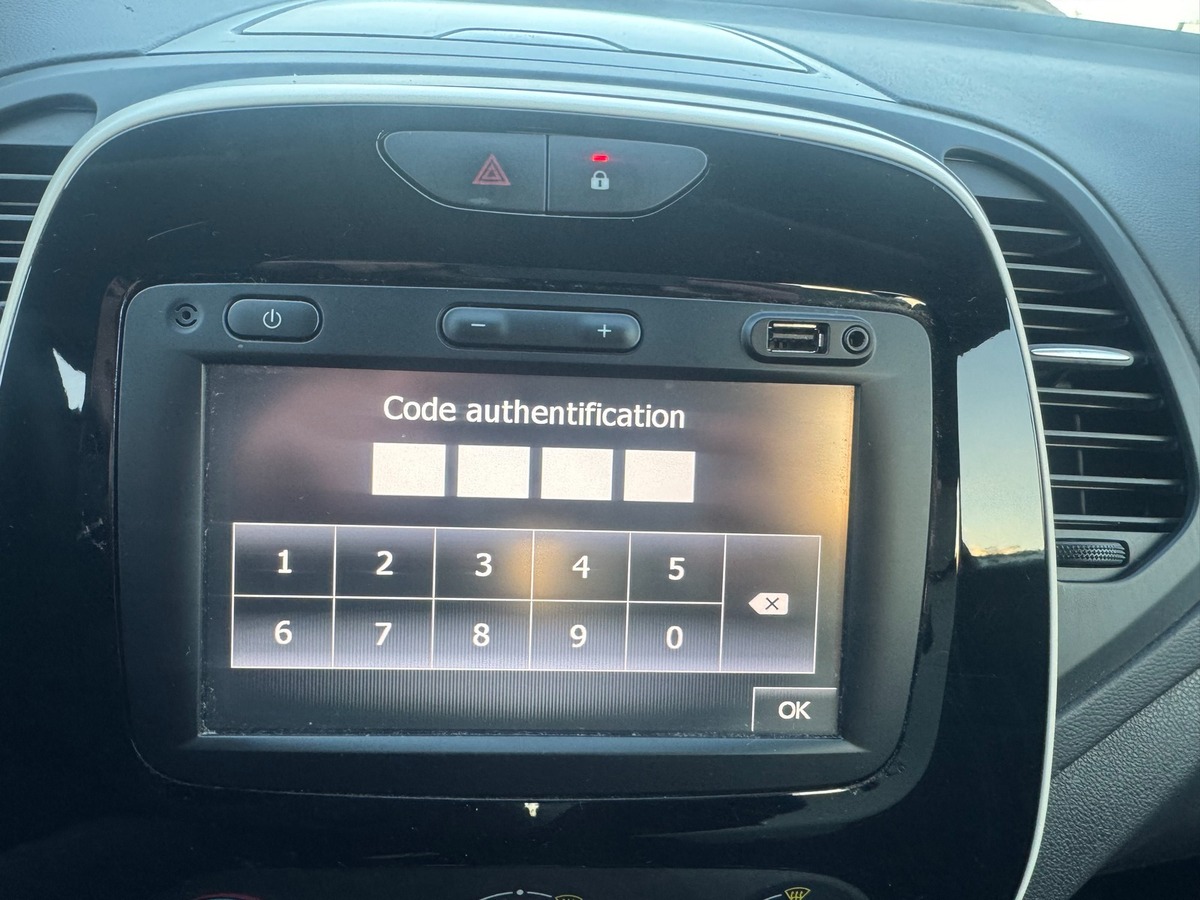 - +
Code authentification
1 2 3 4 5
6 7 8 9 0
OK